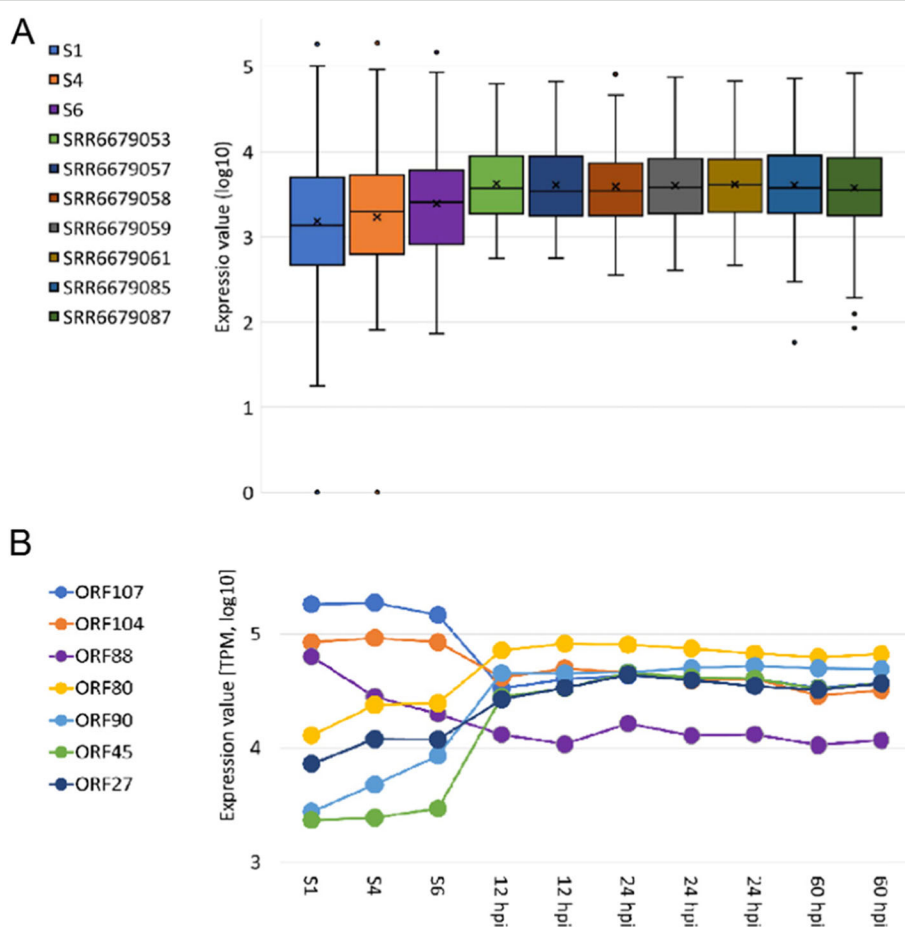 A
S1
S4
S6
SRR6679053
SRR6679057
SRR6679058
SRR6679059
SRR6679061
SRR6679085
SRR6679087
Expressio value (log10)
5
4
3
2
1
0
B
ORF107
ORF104
ORF88
ORF80
ORF90
ORF45
ORF27
Expression value [TPM, log10]
5
4
3
S1
S4
S6
12 hpi
12 hpi
24 hpi
24 hpi
24 hpi
60 hpi
60 hpi